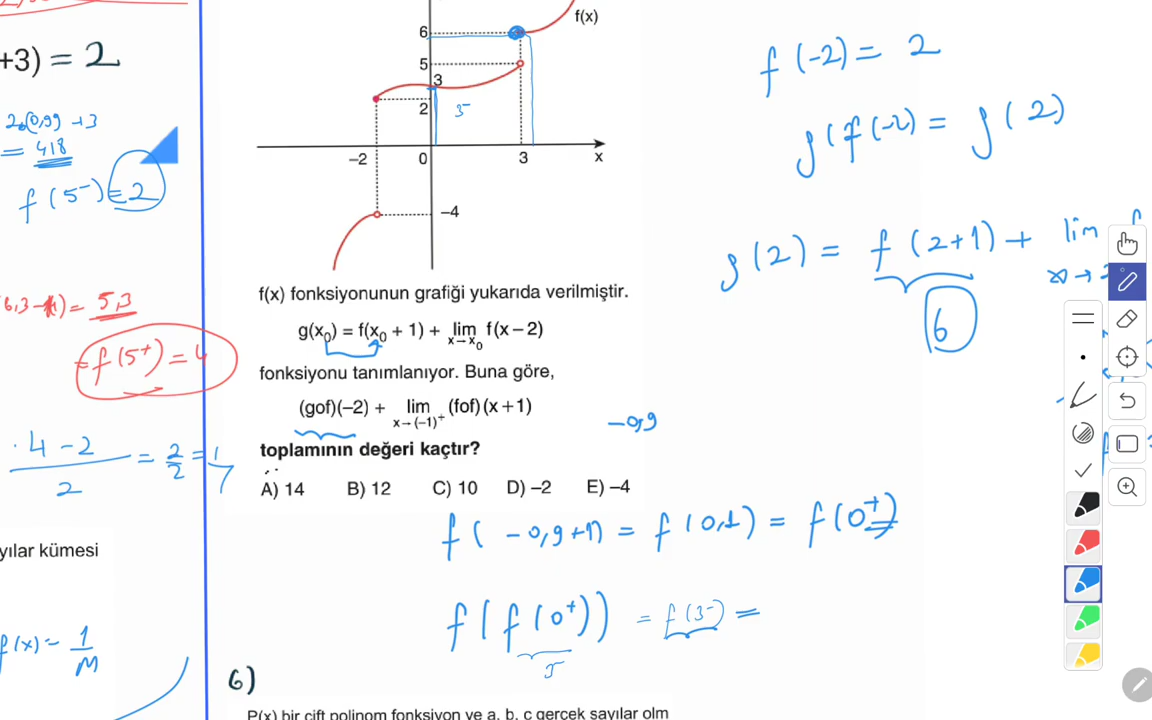 +3) = 2
2.(0,99) +3
= 4,18
f(5⁻) = 2
(6,3-1) = 5,3
= f(5⁺) = 4
4 - 2
2
= 2/2 = 1
yılar kümesi
f(x) = 1/m
6
5
3
2
-2
0
3
x
-4
f(x)
5
f(x) fonksiyonunun grafiği yukarıda verilmiştir.
g(x₀) = f(x₀ + 1) + lim f(x – 2)
x→x₀
fonksiyonu tanımlanıyor. Buna göre,
(gof)(–2) + lim (fof) (x + 1)
x→(–1)⁺
toplamının değeri kaçtır?
A) 14 B) 12 C) 10 D) –2 E) –4
-0,9
f(-2) = 2
g(f(-2) = g(2)
g(2) = f(2+1) + lim f
6
f( -0,9+1) = f(0,1) = f(0⁺)
f(f(0⁺)) = f(3⁻) =
6)
P(x) bir çift polinom fonksiyon ve a, b, c gerçek sayılar olm